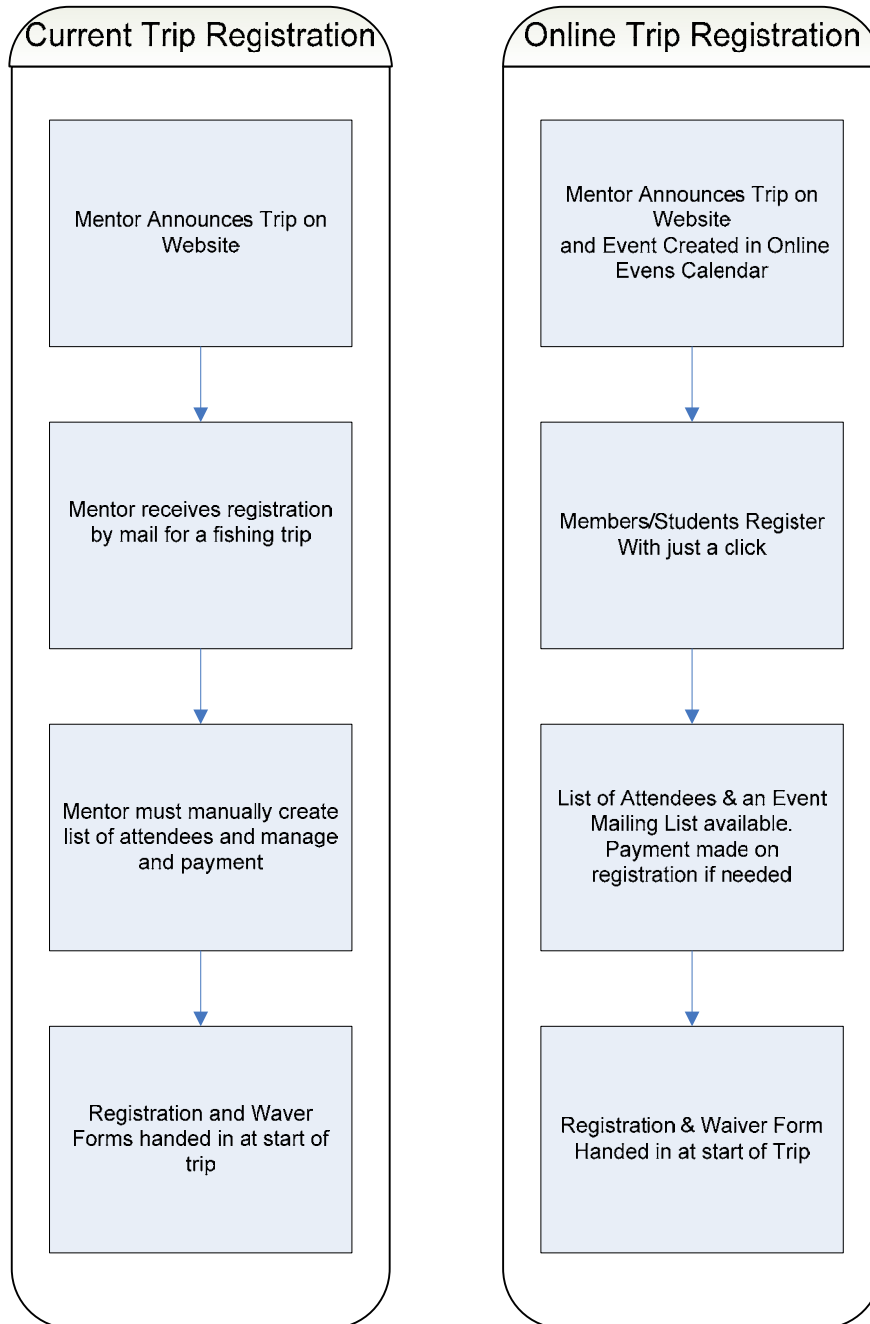 Current Trip Registration
Mentor Announces Trip on
Website
Mentor receives registration
by mail for a fishing trip
Mentor must manually create
list of attendees and manage
and payment
Registration and Waver
Forms handed in at start of
trip
Online Trip Registration
Mentor Announces Trip on
Website
and Event Created in Online
Evens Calendar
Members/Students Register
With just a click
List of Attendees & an Event
Mailing List available.
Payment made on
registration if needed
Registration & Waiver Form
Handed in at start of Trip